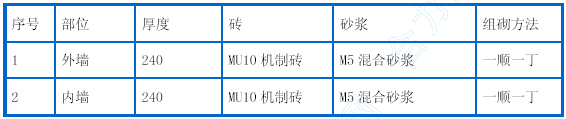 序号 部位 厚度 砖 砂浆 组砌方法
1 外墙 240 MU10 机制砖 M5 混合砂浆 一顺一丁
2 内墙 240 MU10 机制砖 M5 混合砂浆 一顺一丁